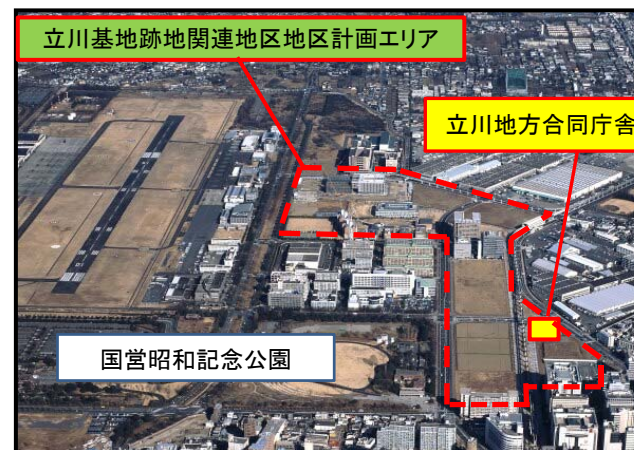 立川基地跡地関連地区地区計画エリア
立川地方合同庁舎
国営昭和記念公園